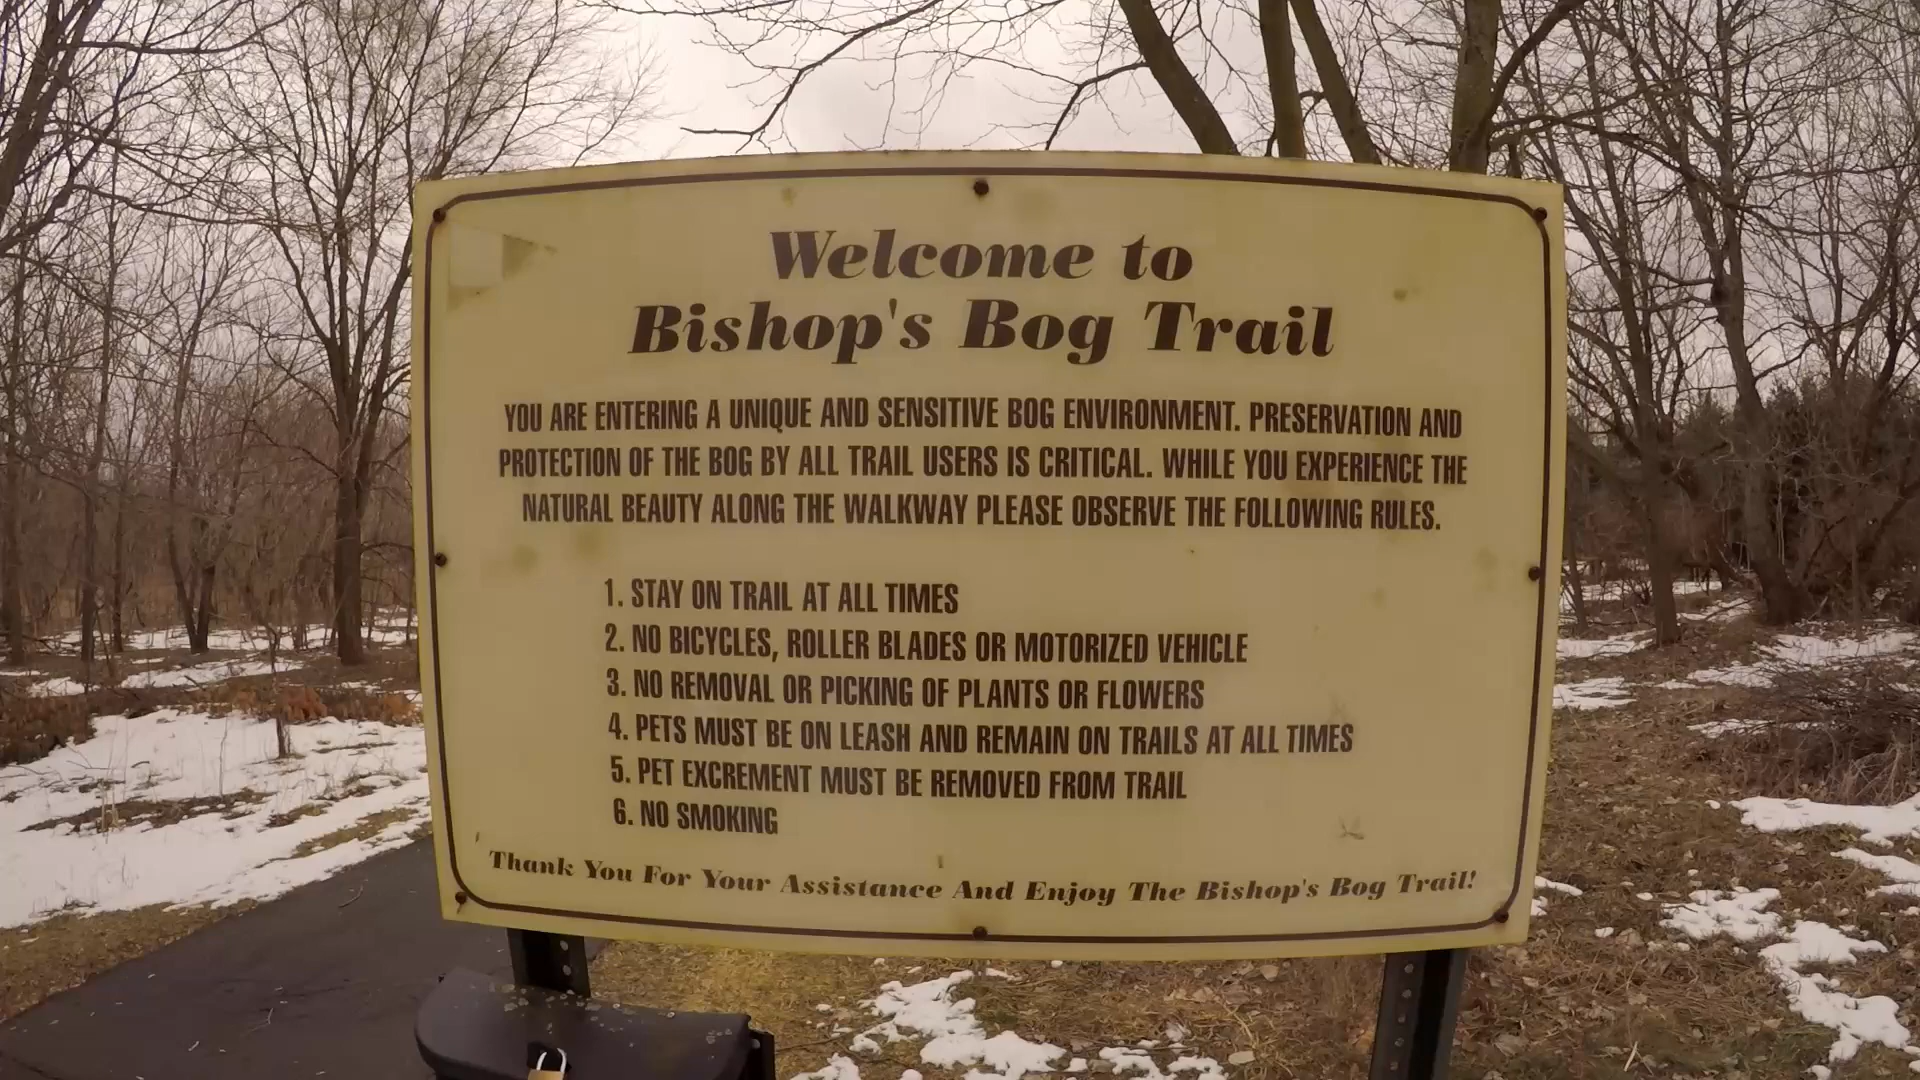 Welcome to
Bishop's Bog Trail
YOU ARE ENTERING A UNIQUE AND SENSITIVE BOG ENVIRONMENT. PRESERVATION AND
PROTECTION OF THE BOG BY ALL TRAIL USERS IS CRITICAL. WHILE YOU EXPERIENCE THE
NATURAL BEAUTY ALONG THE WALKWAY PLEASE OBSERVE THE FOLLOWING RULES.
1. STAY ON TRAIL AT ALL TIMES
2. NO BICYCLES, ROLLER BLADES OR MOTORIZED VEHICLE
3. NO REMOVAL OR PICKING OF PLANTS OR FLOWERS
4. PETS MUST BE ON LEASH AND REMAIN ON TRAILS AT ALL TIMES
5. PET EXCREMENT MUST BE REMOVED FROM TRAIL
6. NO SMOKING
Thank You For Your Assistance And Enjoy The Bishop's Bog Trail!